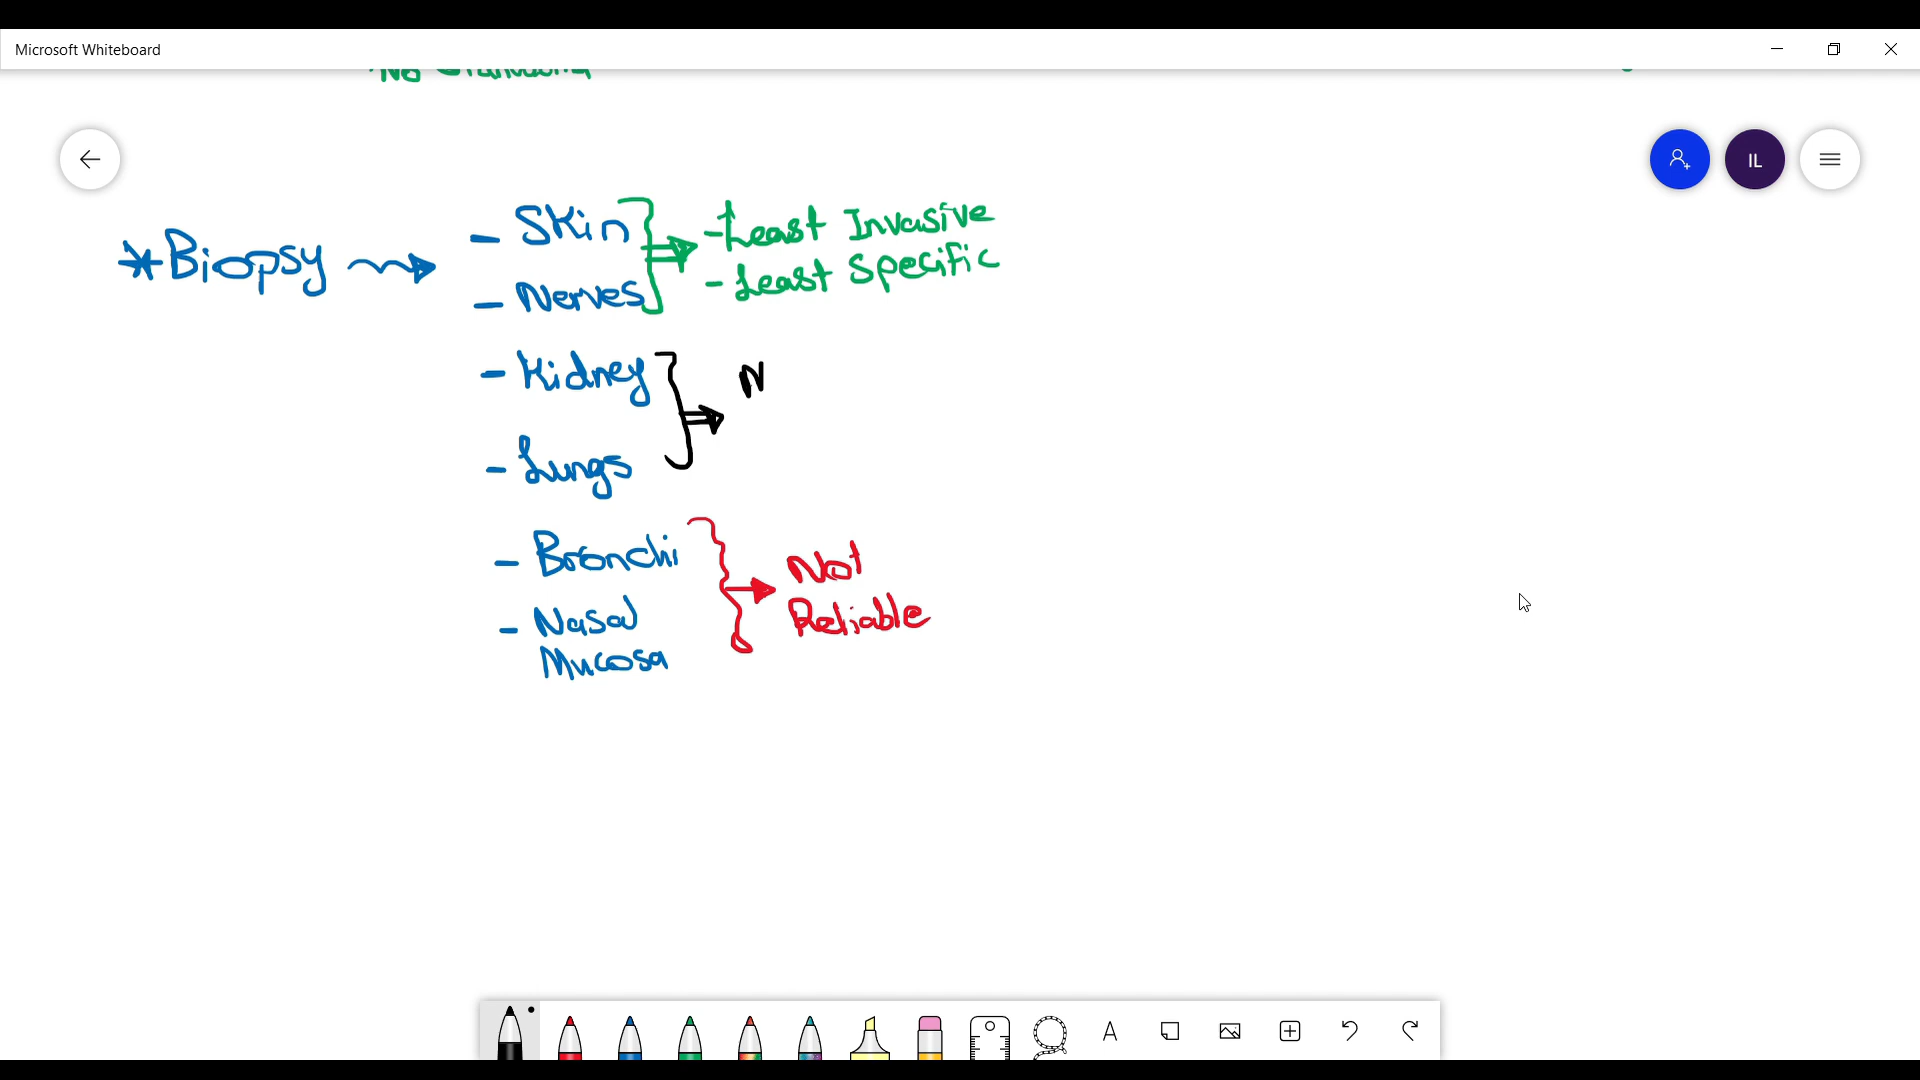 Microsoft Whiteboard
IL
*Biopsy
- Skin
- Nerves
- Least Invasive
- Least Specific
- Kidney
- Lungs
N
- Bronchi
- Nasal
Mucosa
Not
Reliable
A